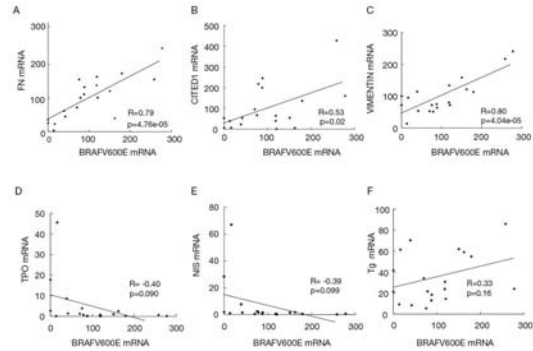 A
FN mRNA
300
200
100
0
0
100
200
300
R=0.79
p=4.76e-05
BRAFV600E mRNA
B
CITED1 mRNA
500
400
300
200
100
0
0
100
200
300
R=0.53
p=0.02
BRAFV600E mRNA
C
VIMENTIN mRNA
300
200
100
0
0
100
200
300
R=0.80
p=4.04e-05
BRAFV600E mRNA
D
TPO mRNA
50
40
30
20
10
0
0
100
200
300
R= -0.40
p=0.090
BRAFV600E mRNA
E
NIS mRNA
80
60
40
20
0
0
100
200
300
R= -0.39
p=0.099
BRAFV600E mRNA
F
Tg. mRNA
100
80
60
40
20
0
0
100
200
300
R=0.33
p=0.16
BRAFV600E mRNA